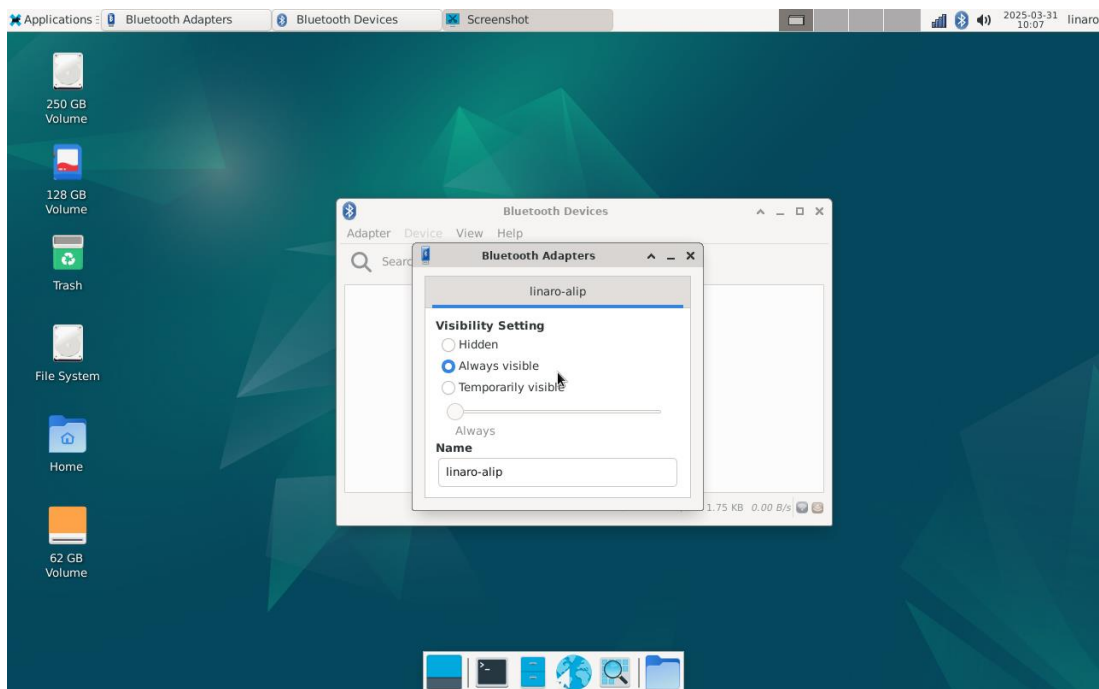 Applications
Bluetooth Adapters
Bluetooth Devices
Screenshot
2025-03-31
10:07
linaro
250 GB
Volume
128 GB
Volume
Trash
File System
Home
62 GB
Volume
Bluetooth Devices
Adapter Device View Help
Searc
Bluetooth Adapters
linaro-alip
Visibility Setting
Hidden
Always visible
Temporarily visible
Always
Name
linaro-alip
1.75 KB 0.00 B/s